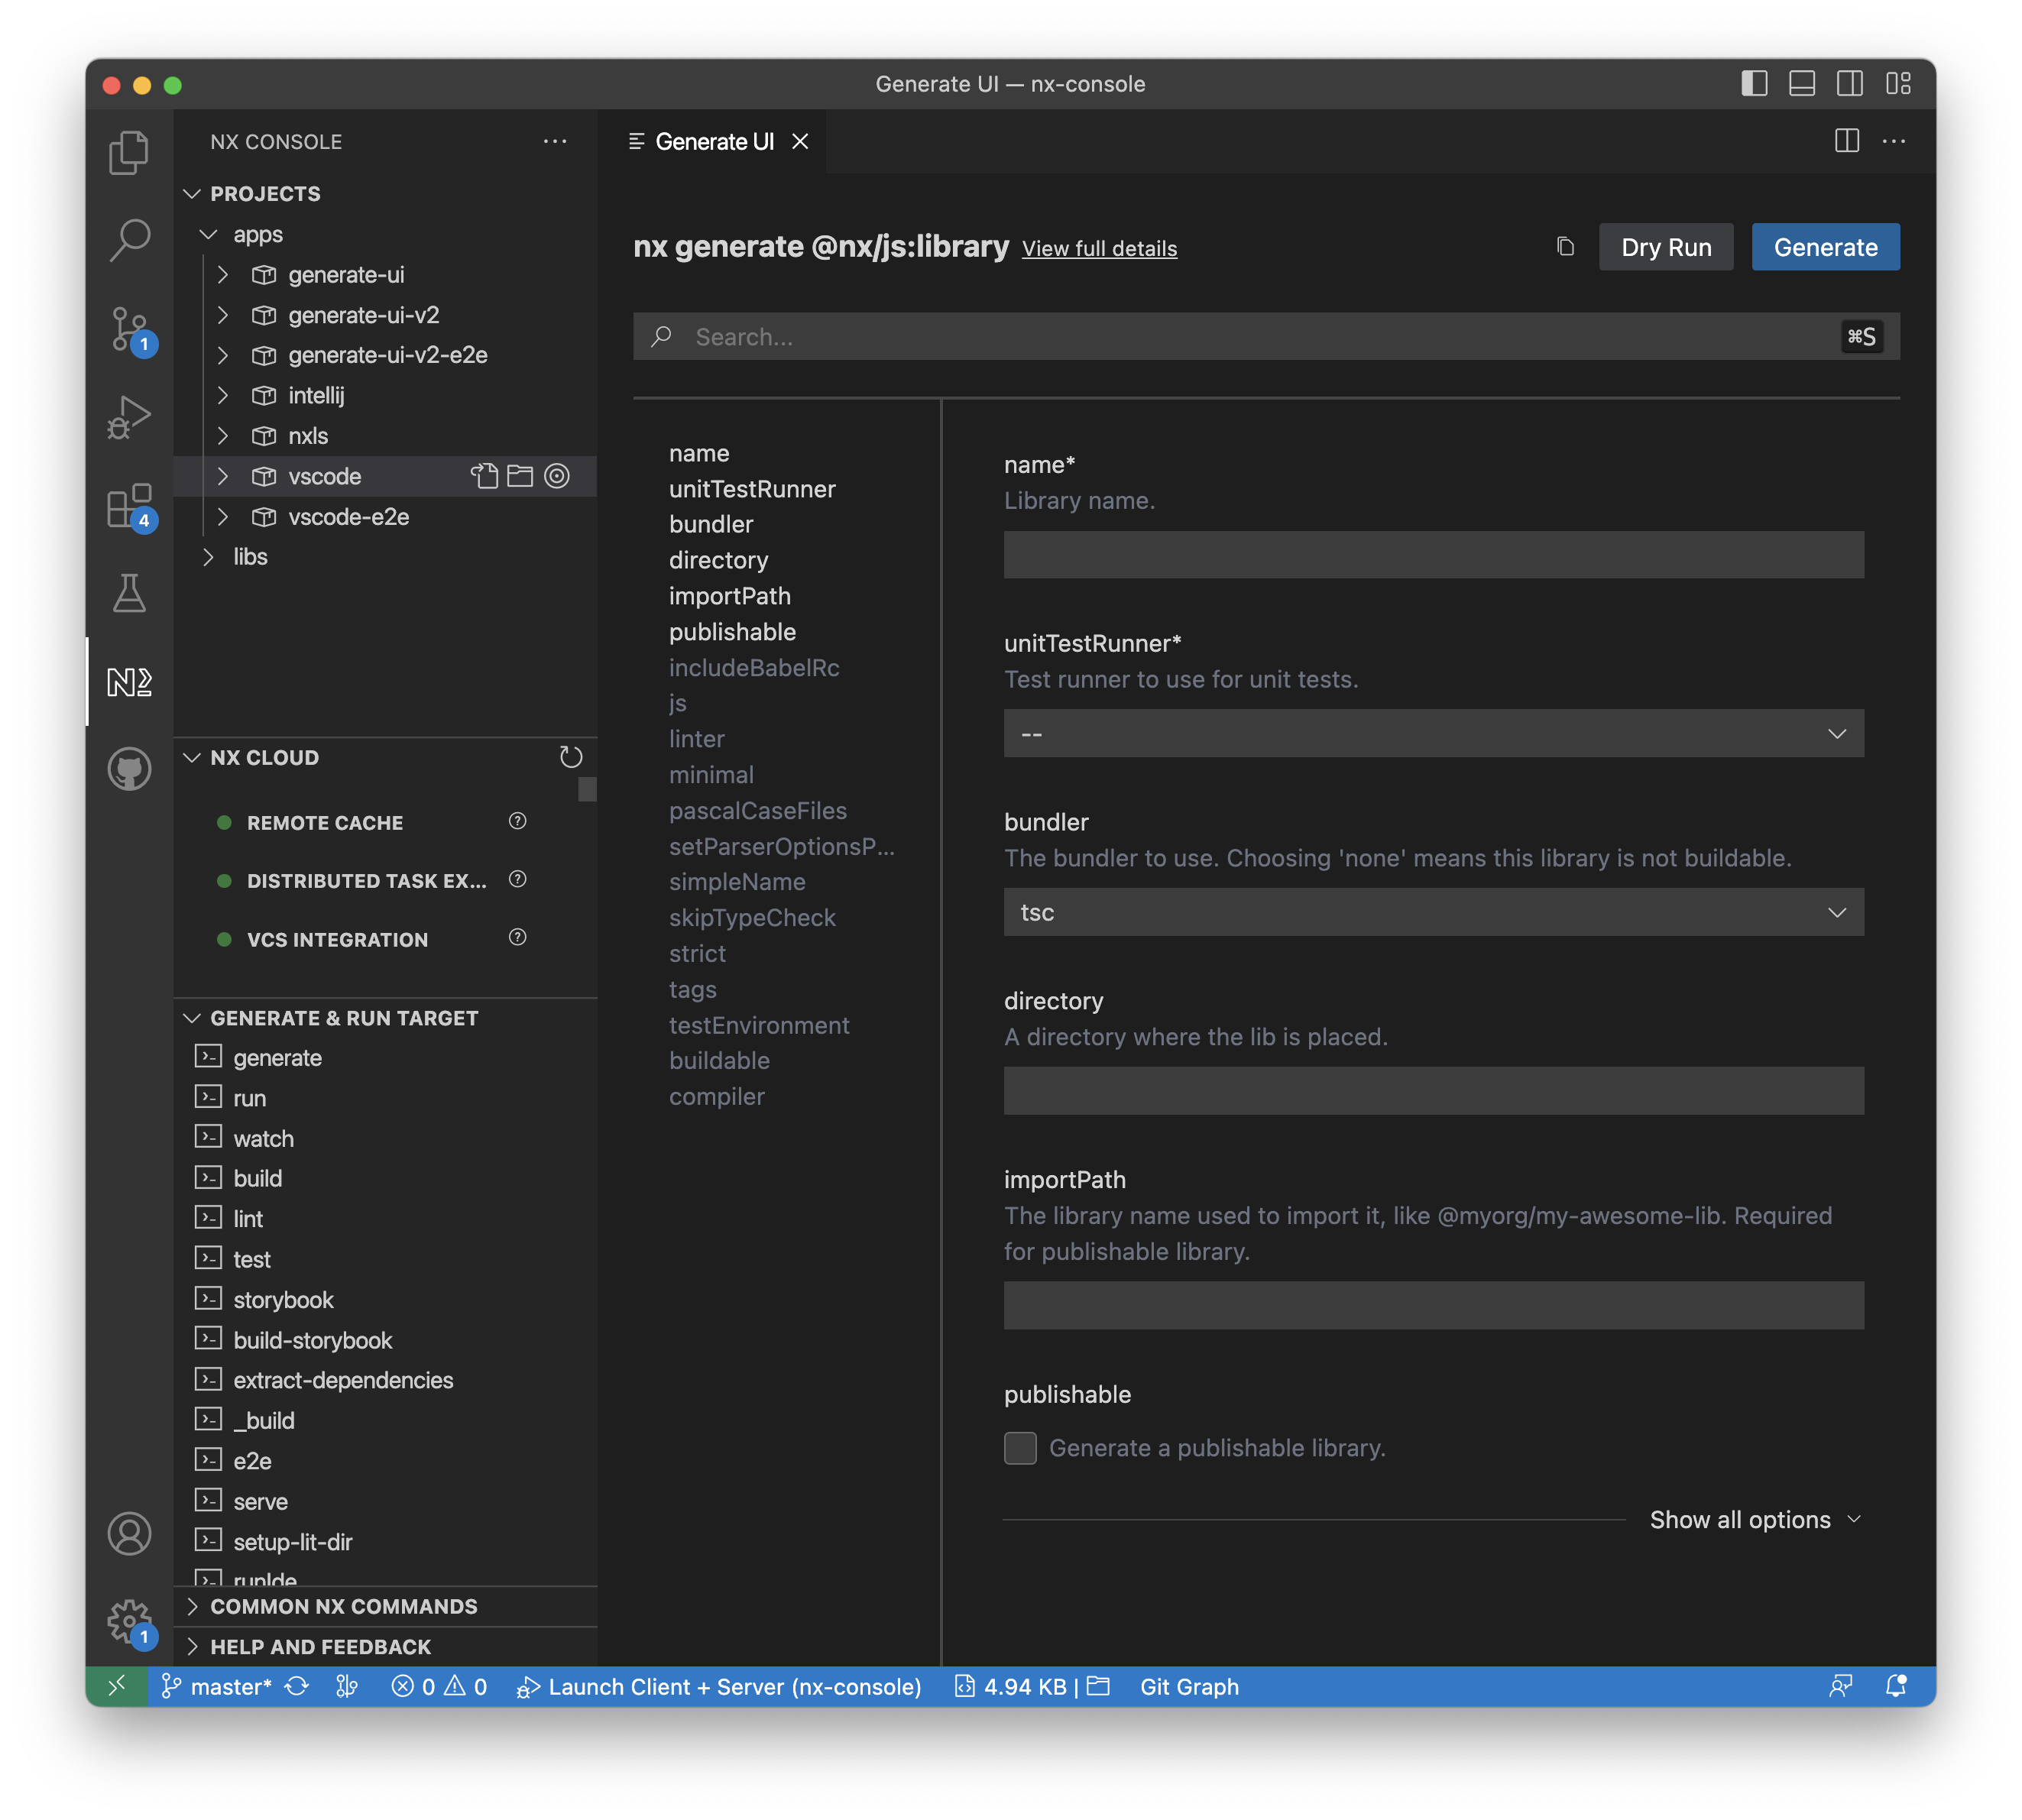 Generate UI — nx-console
NX CONSOLE
PROJECTS
apps
generate-ui
generate-ui-v2
generate-ui-v2-e2e
intellij
nxls
vscode
vscode-e2e
libs
1
4
NX CLOUD
REMOTE CACHE
DISTRIBUTED TASK EX...
VCS INTEGRATION
GENERATE & RUN TARGET
generate
run
watch
build
lint
test
storybook
build-storybook
extract-dependencies
_build
e2e
serve
setup-lit-dir
runIde
COMMON NX COMMANDS
HELP AND FEEDBACK
1
Generate UI
nx generate @nx/js:library View full details
Dry Run
Generate
Search...
⌘S
name
unitTestRunner
bundler
directory
importPath
publishable
includeBabelRc
js
linter
minimal
pascalCaseFiles
setParserOptionsP...
simpleName
skipTypeCheck
strict
tags
testEnvironment
buildable
compiler
name*
Library name.
unitTestRunner*
Test runner to use for unit tests.
--
bundler
The bundler to use. Choosing 'none' means this library is not buildable.
tsc
directory
A directory where the lib is placed.
importPath
The library name used to import it, like @myorg/my-awesome-lib. Required
for publishable library.
publishable
Generate a publishable library.
Show all options
master* 0 0 Launch Client + Server (nx-console) 4.94 KB | Git Graph